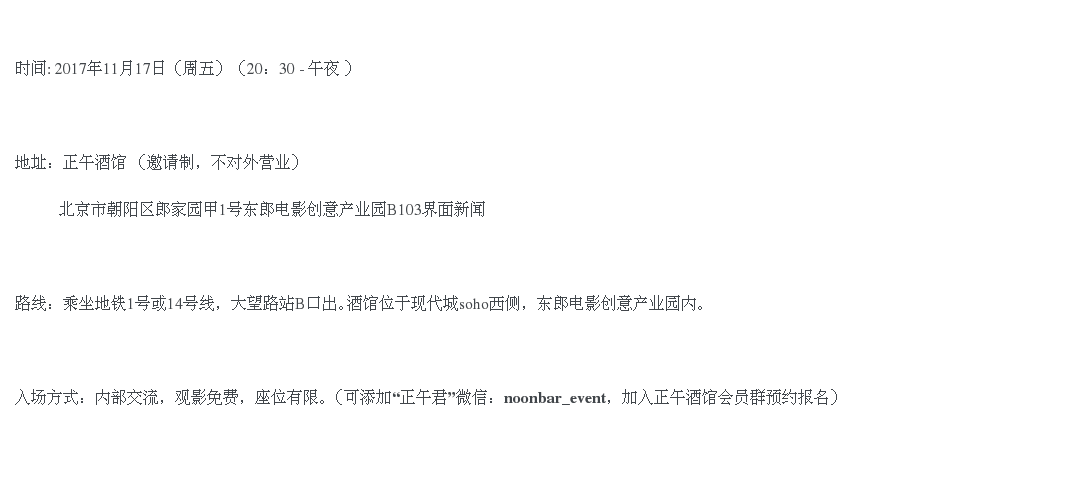 时间: 2017年11月17日（周五）（20：30 - 午夜 ）
地址：正午酒馆 （邀请制，不对外营业）
北京市朝阳区郎家园甲1号东郎电影创意产业园B103界面新闻
路线：乘坐地铁1号或14号线，大望路站B口出。酒馆位于现代城soho西侧，东郎电影创意产业园内。
入场方式：内部交流，观影免费，座位有限。（可添加“正午君”微信：noonbar_event，加入正午酒馆会员群预约报名）